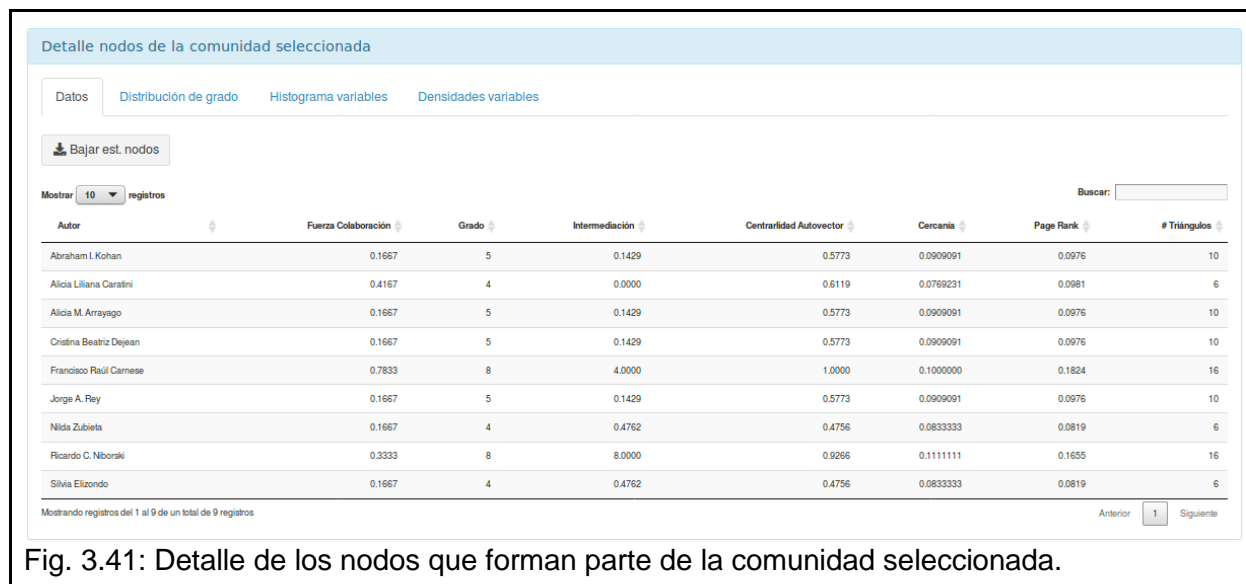 Detalle nodos de la comunidad seleccionada
Datos Distribución de grado Histograma variables Densidades variables
Bajar est. nodos
Mostrar 10 registros Buscar:
Autor Fuerza Colaboración Grado Intermediación Centrarlidad Autovector Cercania Page Rank # Triángulos
Abraham I. Kohan 0.1667 5 0.1429 0.5773 0.0909091 0.0976 10
Alicia Liliana Caratini 0.4167 4 0.0000 0.6119 0.0769231 0.0981 6
Alicia M. Arrayago 0.1667 5 0.1429 0.5773 0.0909091 0.0976 10
Cristina Beatriz Dejean 0.1667 5 0.1429 0.5773 0.0909091 0.0976 10
Francisco Raúl Carnese 0.7833 8 4.0000 1.0000 0.1000000 0.1824 16
Jorge A. Rey 0.1667 5 0.1429 0.5773 0.0909091 0.0976 10
Nilda Zubieta 0.1667 4 0.4762 0.4756 0.0833333 0.0819 6
Ricardo C. Niborski 0.3333 8 8.0000 0.9266 0.1111111 0.1655 16
Silvia Elizondo 0.1667 4 0.4762 0.4756 0.0833333 0.0819 6
Mostrando registros del 1 al 9 de un total de 9 registros Anterior 1 Siguiente
Fig. 3.41: Detalle de los nodos que forman parte de la comunidad seleccionada.